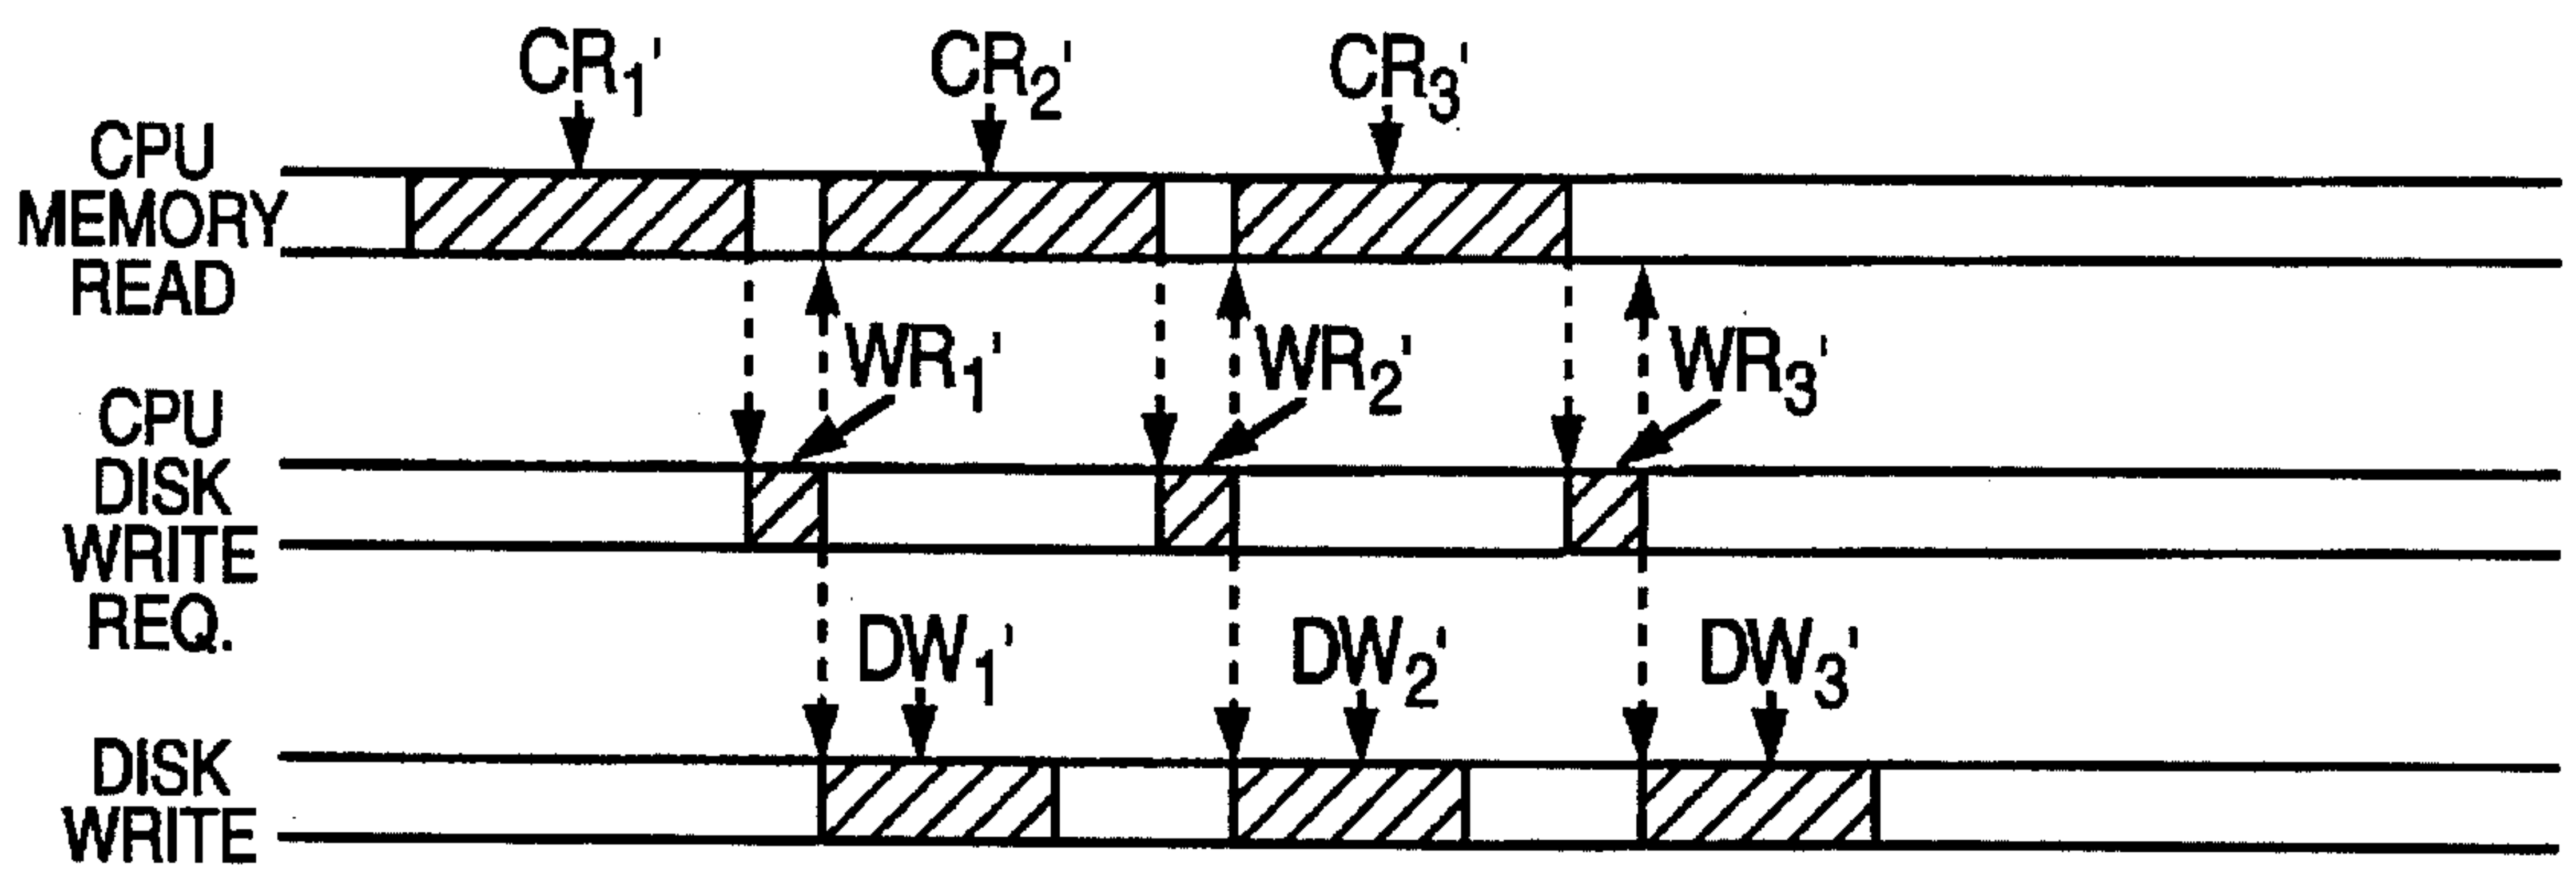 CR₁' CR₂' CR₃'
CPU
MEMORY
READ
WR₁' WR₂' WR₃'
CPU
DISK
WRITE
REQ.
DW₁' DW₂' DW₃'
DISK
WRITE